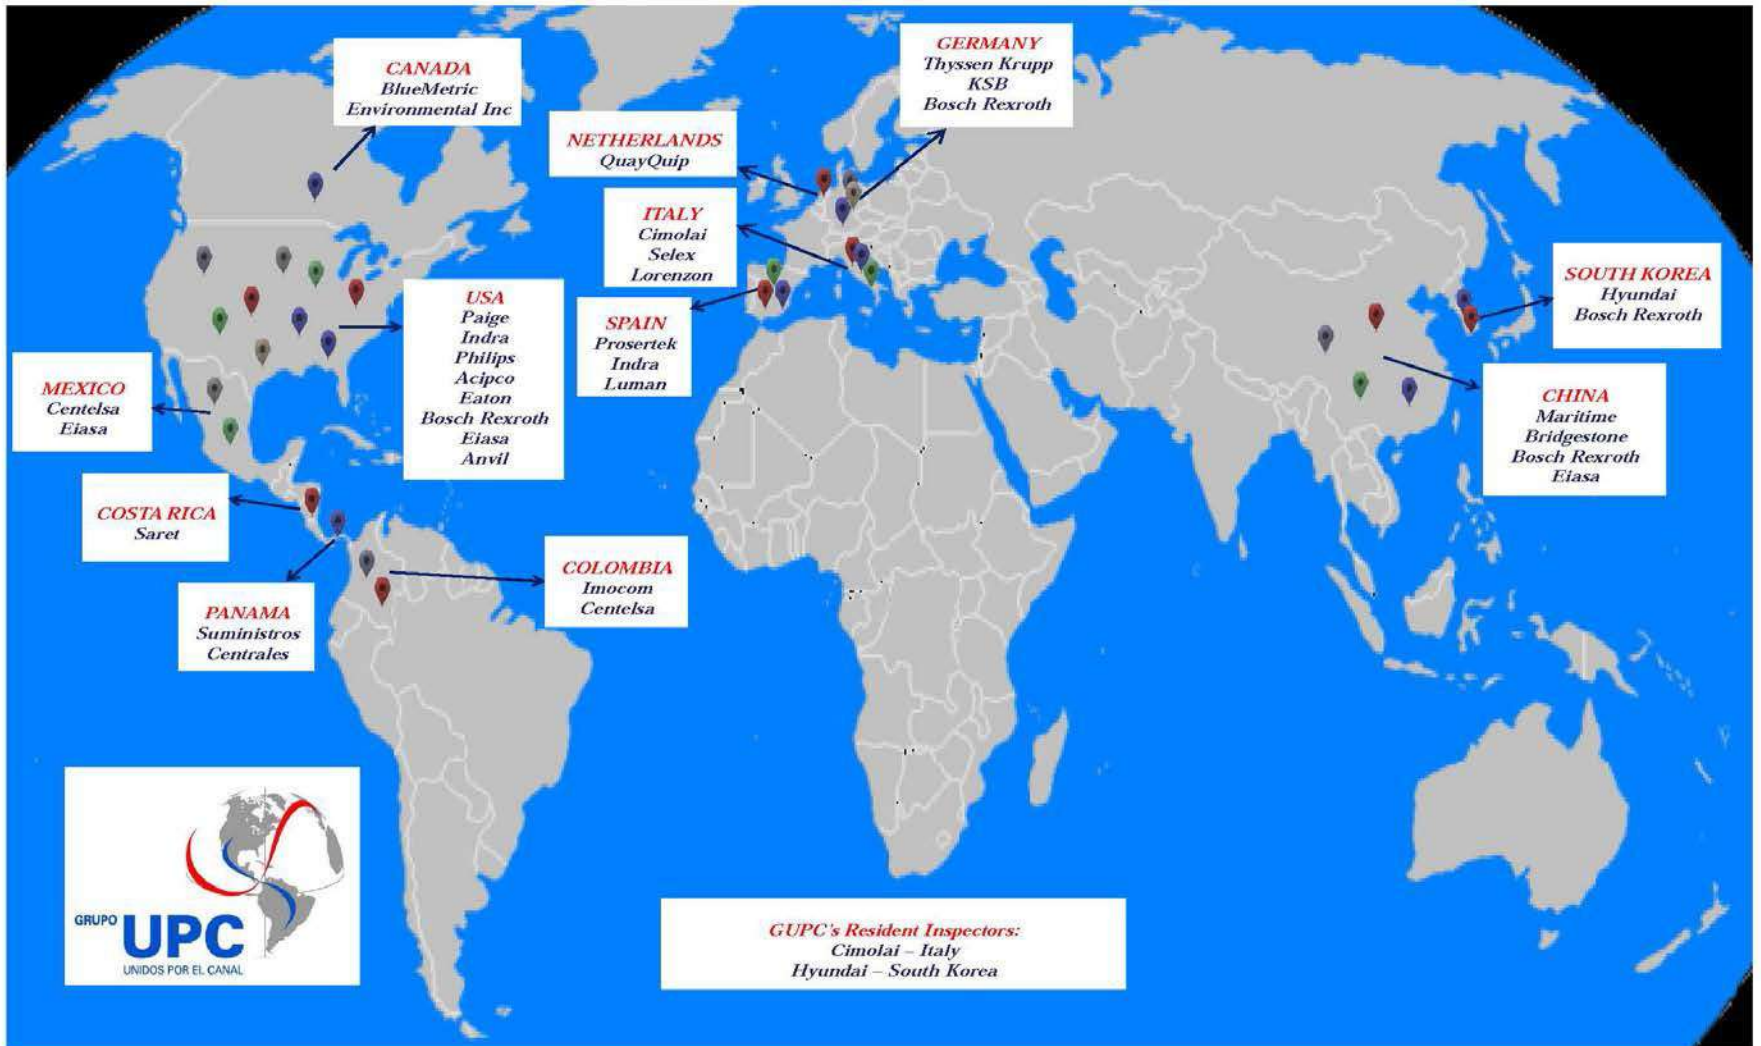 CANADA
BlueMetric
Environmental Inc
GERMANY
Thyssen Krupp
KSB
Bosch Rexroth
NETHERLANDS
QuayQuip
ITALY
Cimolai
Selex
Lorenzon
SOUTH KOREA
Hyundai
Bosch Rexroth
USA
Paige
Indra
Philips
Acipco
Eaton
Bosch Rexroth
Eiasa
Anvil
SPAIN
Prosertek
Indra
Luman
MEXICO
Centelsa
Eiasa
CHINA
Maritime
Bridgestone
Bosch Rexroth
Eiasa
COSTA RICA
Saret
COLOMBIA
Imocom
Centelsa
PANAMA
Suministros
Centrales
GRUPO
UPC
UNIDOS POR EL CANAL
GUPC's Resident Inspectors:
Cimolai – Italy
Hyundai – South Korea